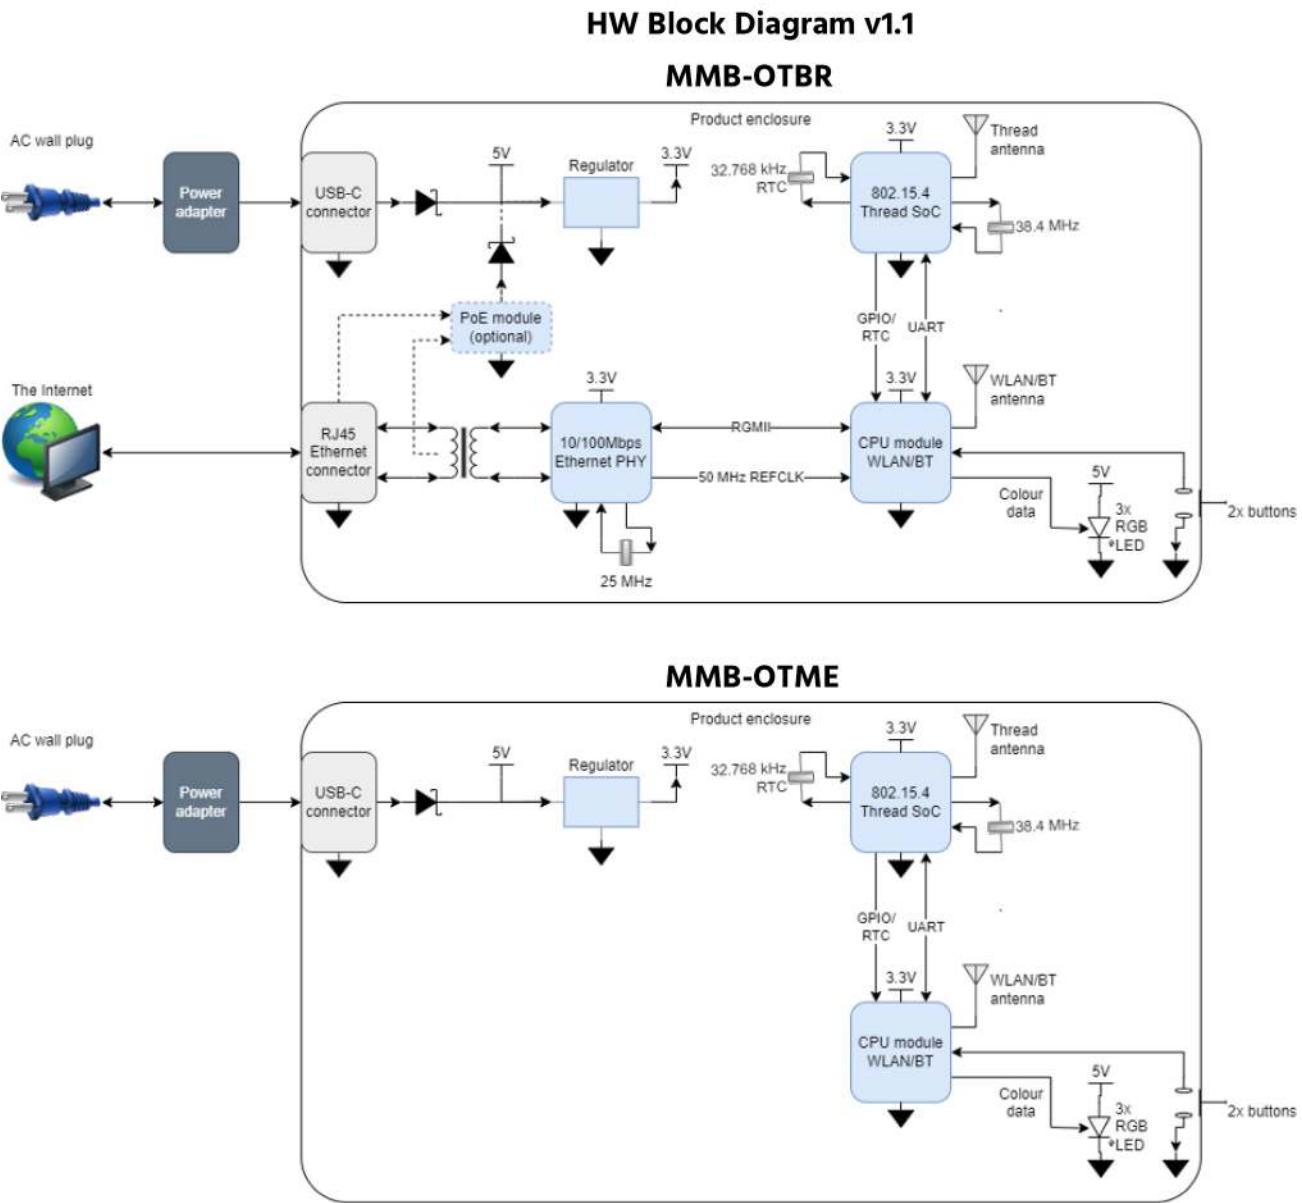 HW Block Diagram v1.1
MMB-OTBR
Product enclosure
AC wall plug
Power
adapter
USB-C
connector
5V
Regulator
3.3V
32.768 kHz
RTC
3.3V
802.15.4
Thread SoC
Thread
antenna
38.4 MHz
PoE module
(optional)
GPIO/
RTC
UART
The Internet
RJ45
Ethernet
connector
3.3V
10/100Mbps
Ethernet PHY
25 MHz
RGMII
50 MHz REFCLK
3.3V
CPU module
WLAN/BT
WLAN/BT
antenna
Colour
data
5V
3x
RGB
LED
2x buttons
MMB-OTME
Product enclosure
AC wall plug
Power
adapter
USB-C
connector
5V
Regulator
3.3V
32.768 kHz
RTC
3.3V
802.15.4
Thread SoC
Thread
antenna
38.4 MHz
GPIO/
RTC
UART
3.3V
CPU module
WLAN/BT
WLAN/BT
antenna
Colour
data
5V
3x
RGB
LED
2x buttons